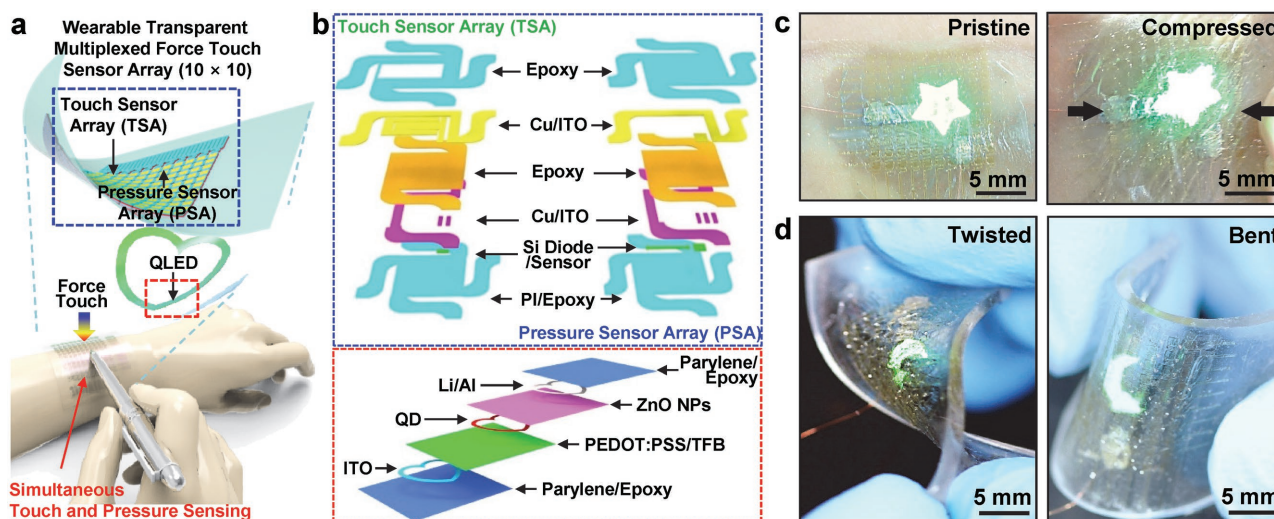 a
Wearable Transparent
Multiplexed Force Touch
Sensor Array (10 × 10)
Touch Sensor
Array (TSA)
Pressure Sensor
Array (PSA)
QLED
Force
Touch
Simultaneous
Touch and Pressure Sensing
b
Touch Sensor Array (TSA)
Epoxy
Cu/ITO
Epoxy
Cu/ITO
Si Diode
/Sensor
PI/Epoxy
Pressure Sensor Array (PSA)
Parylene/
Epoxy
Li/Al
ZnO NPs
QD
PEDOT:PSS/TFB
ITO
Parylene/Epoxy
c
Pristine
5 mm
Compressed
5 mm
d
Twisted
5 mm
Bent
5 mm